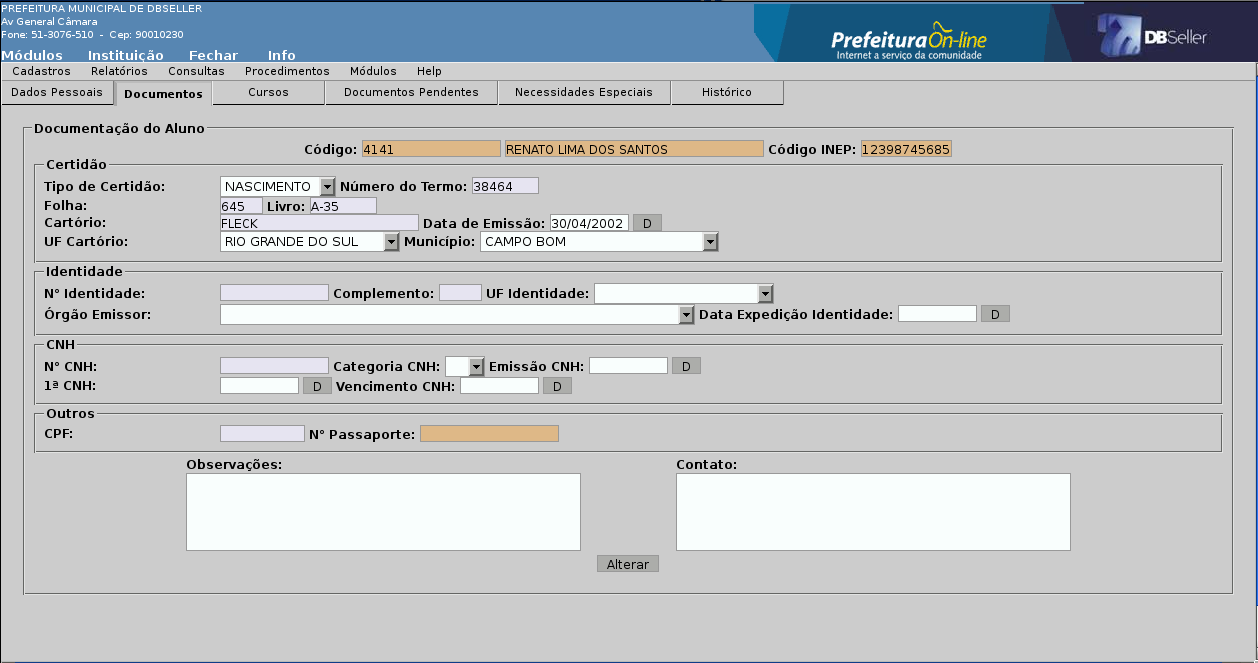 PREFEITURA MUNICIPAL DE DBSELLER
Av General Câmara
Fone: 51-3076-510 - Cep: 90010230
Prefeitura On-line
Internet a serviço da comunidade
DBSeller
Módulos Instituição Fechar Info
Cadastros Relatórios Consultas Procedimentos Módulos Help
Dados Pessoais Documentos Cursos Documentos Pendentes Necessidades Especiais Histórico
Documentação do Aluno
Código: 4141 RENATO LIMA DOS SANTOS Código INEP: 12398745685
Certidão
Tipo de Certidão: NASCIMENTO Número do Termo: 38464
Folha: 645 Livro: A-35
Cartório: FLECK Data de Emissão: 30/04/2002 D
UF Cartório: RIO GRANDE DO SUL Município: CAMPO BOM
Identidade
N° Identidade: Complemento: UF Identidade:
Órgão Emissor: Data Expedição Identidade: D
CNH
N° CNH: Categoria CNH: Emissão CNH: D
1ª CNH: D Vencimento CNH: D
Outros
CPF: N° Passaporte:
Observações: Contato:
Alterar